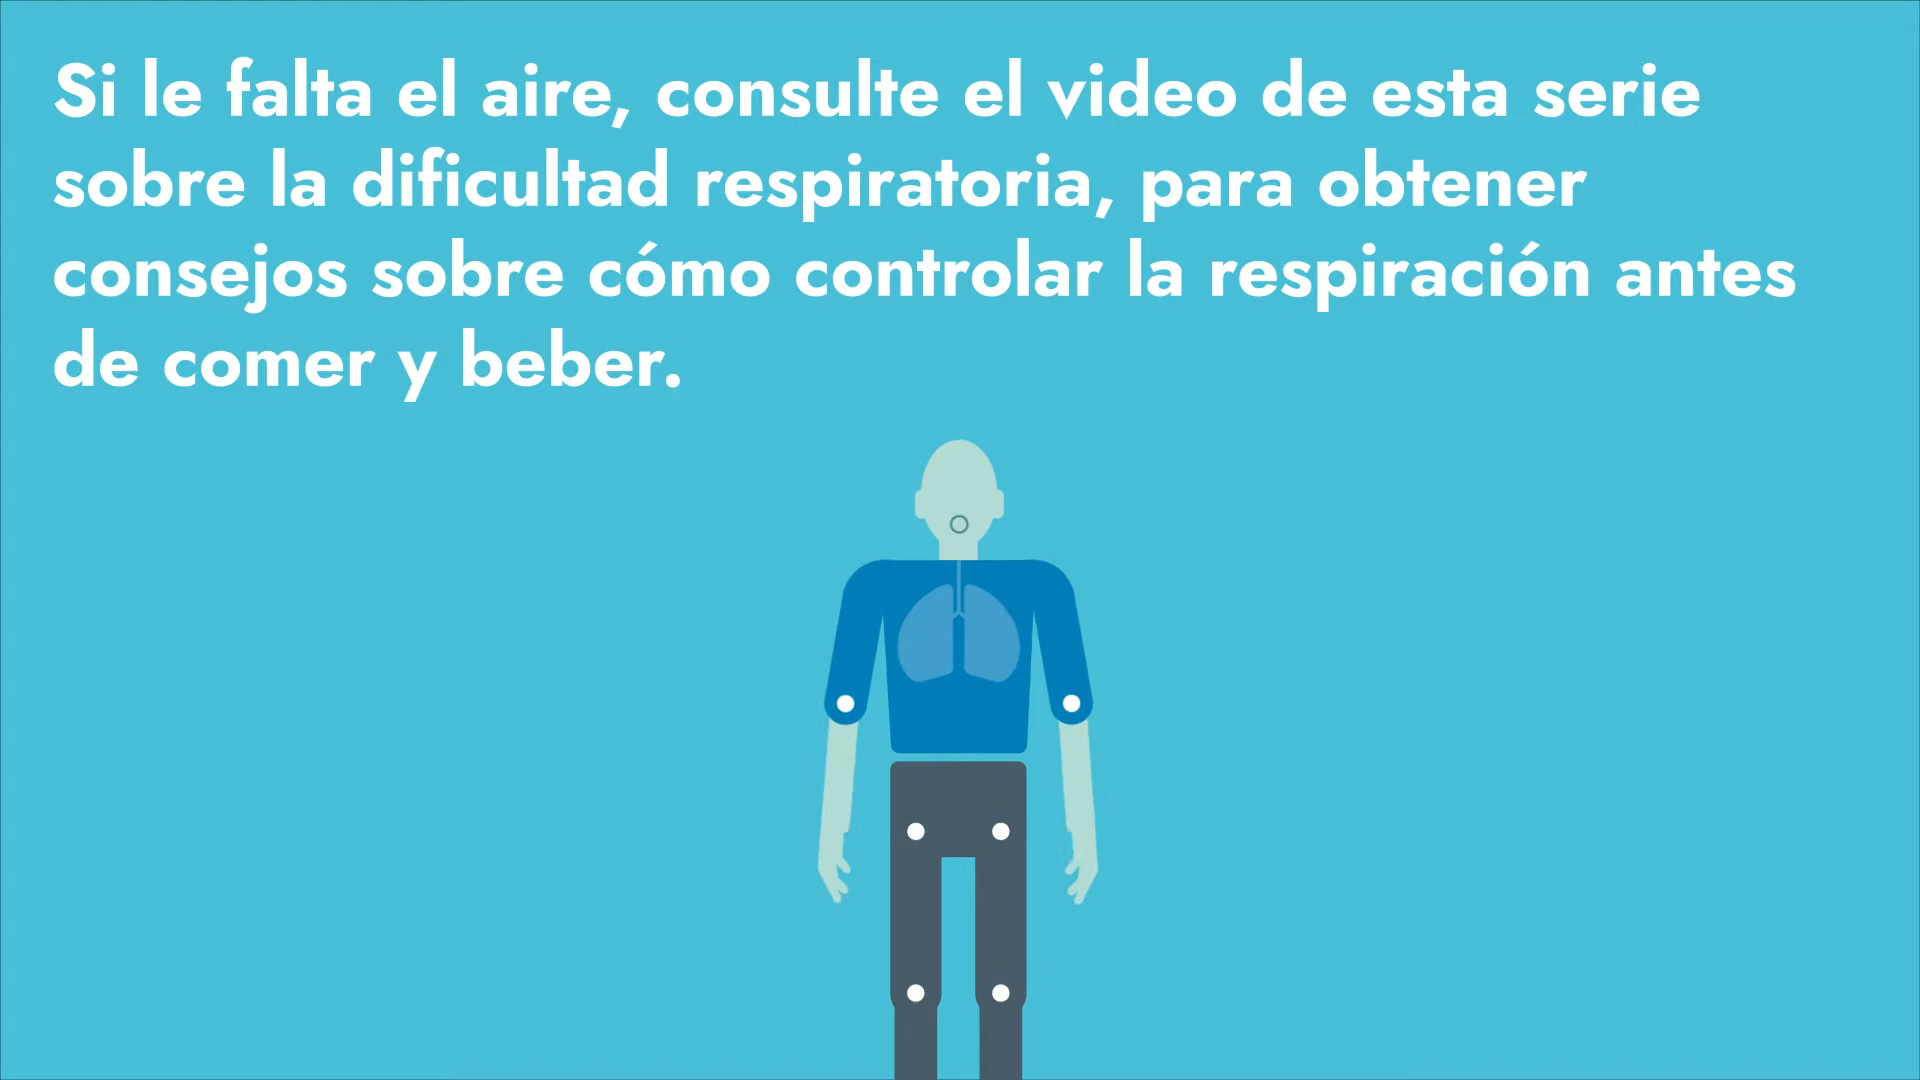 Si le falta el aire, consulte el video de esta serie
sobre la dificultad respiratoria, para obtener
consejos sobre cómo controlar la respiración antes
de comer y beber.